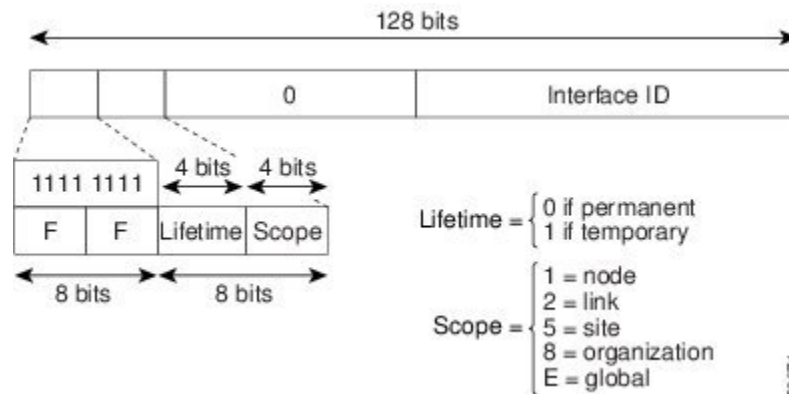 128 bits
0 Interface ID
4 bits 4 bits
1111 1111
F F Lifetime Scope
8 bits 8 bits
Lifetime = 0 if permanent
1 if temporary
Scope = 1 = node
2 = link
5 = site
8 = organization
E = global